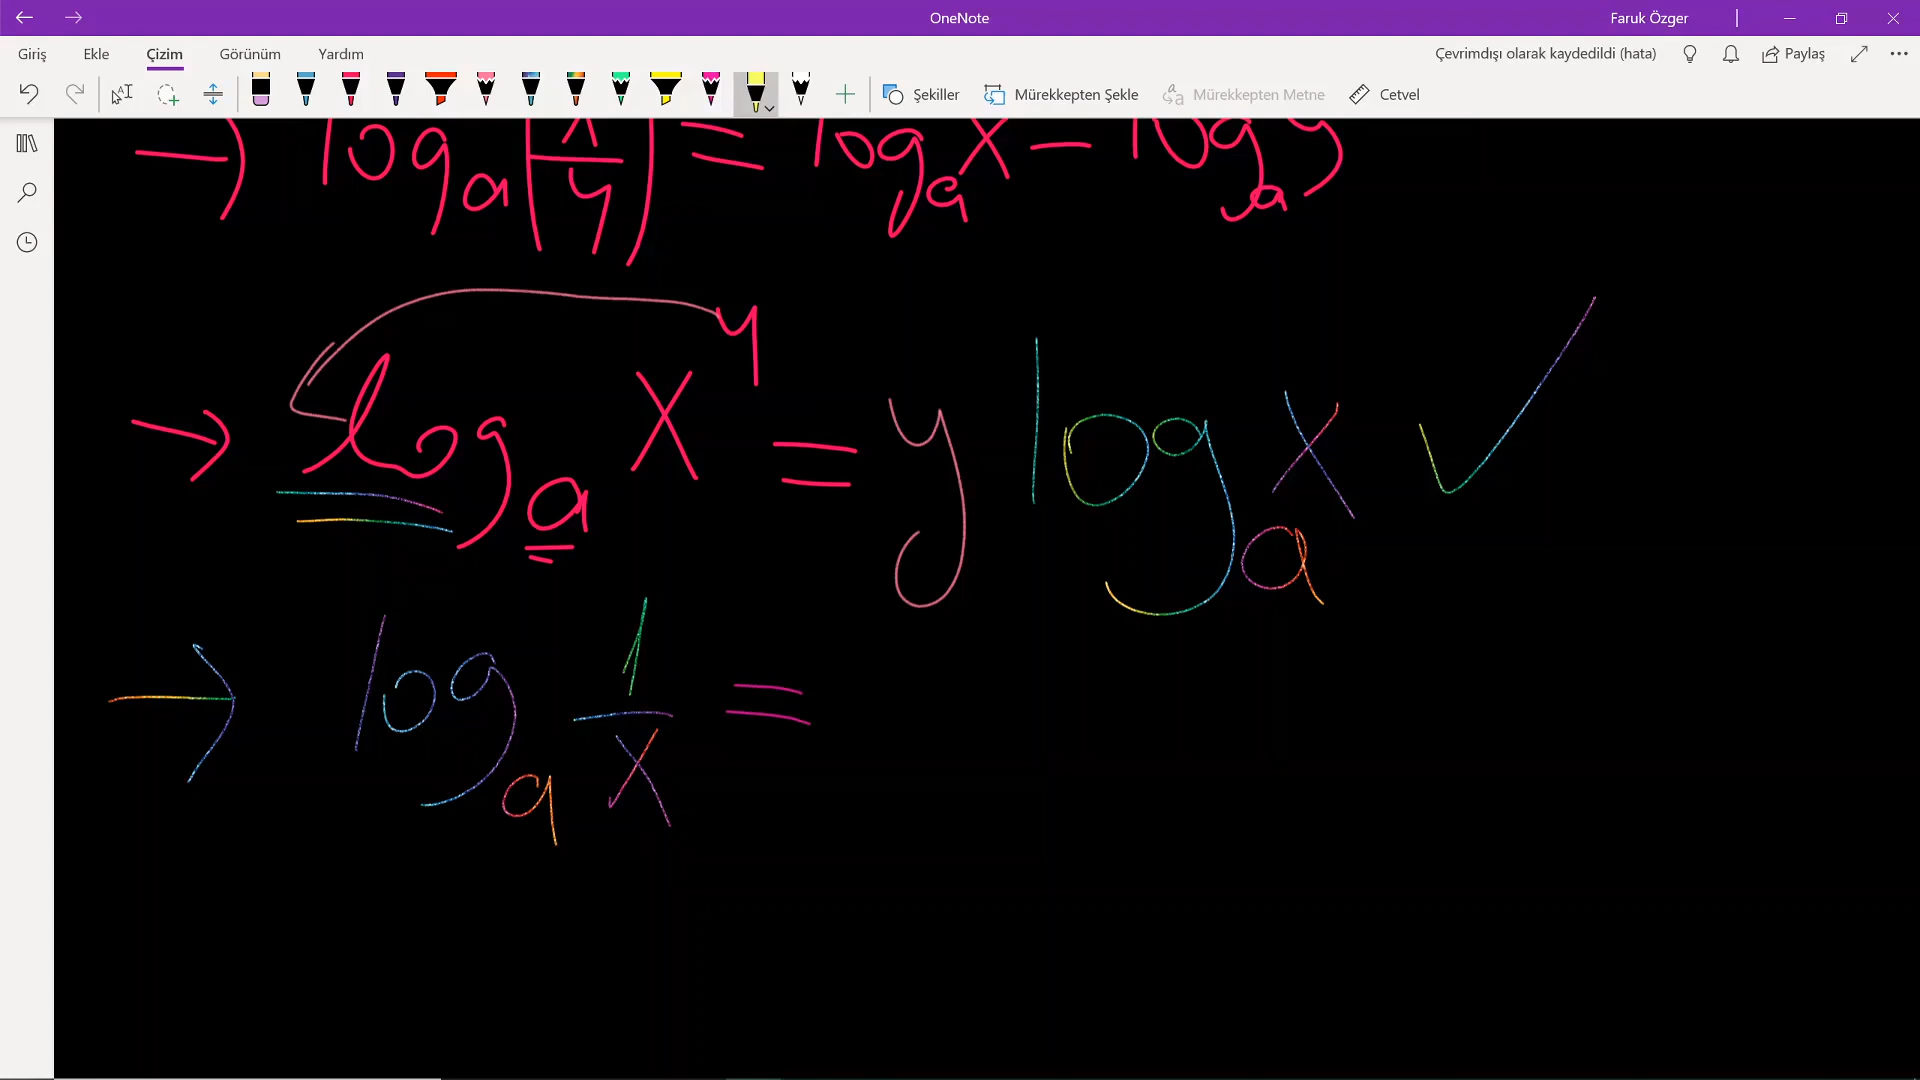 OneNote
Faruk Özger
Giriş Ekle Çizim Görünüm Yardım
Çevrimdışı olarak kaydedildi (hata) Paylaş
Şekiller Mürekkepten Şekle Mürekkepten Metne Cetvel
→ log_a (x/y) = log_a x − log_a y
→ log_a x^y = y log_a x ✓
→ log_a 1/x =